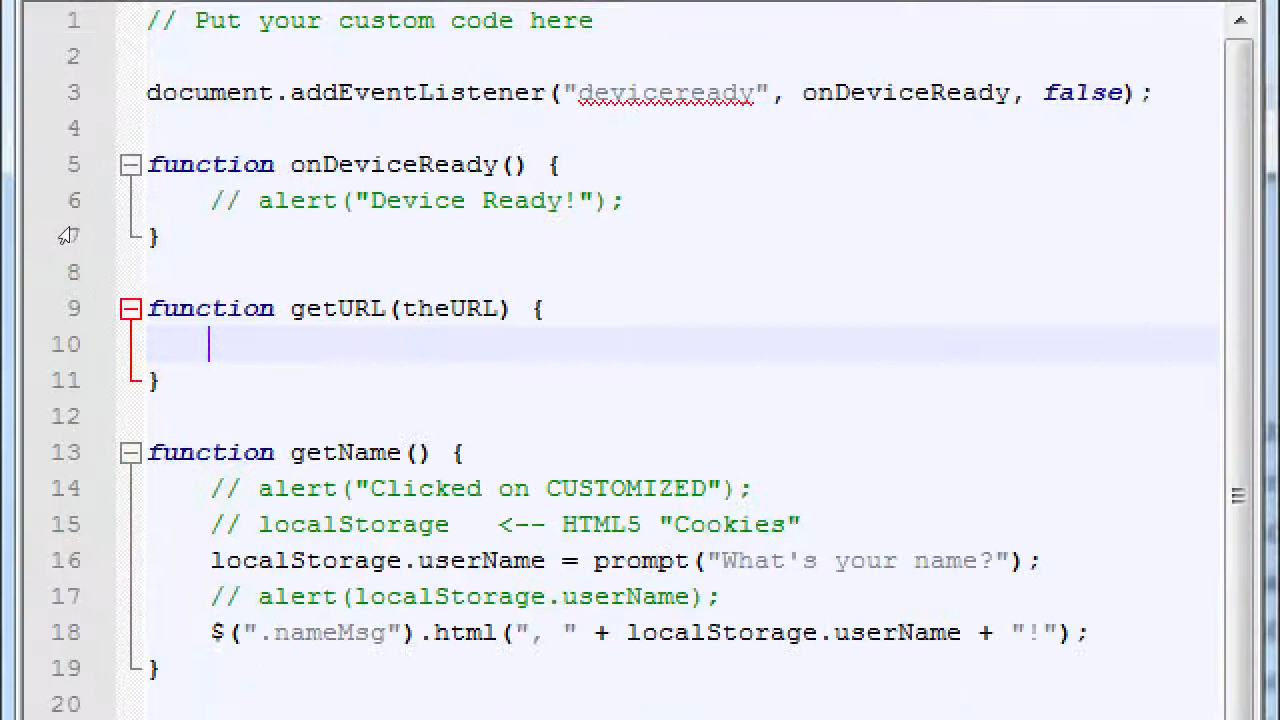 1 // Put your custom code here
2
3 document.addEventListener("deviceready", onDeviceReady, false);
4
5 function onDeviceReady() {
6 // alert("Device Ready!");
7 }
8
9 function getURL(theURL) {
10
11 }
12
13 function getName() {
14 // alert("Clicked on CUSTOMIZED");
15 // localStorage <-- HTML5 "Cookies"
16 localStorage.userName = prompt("What's your name?");
17 // alert(localStorage.userName);
18 $(".nameMsg").html(", " + localStorage.userName + "!");
19 }
20